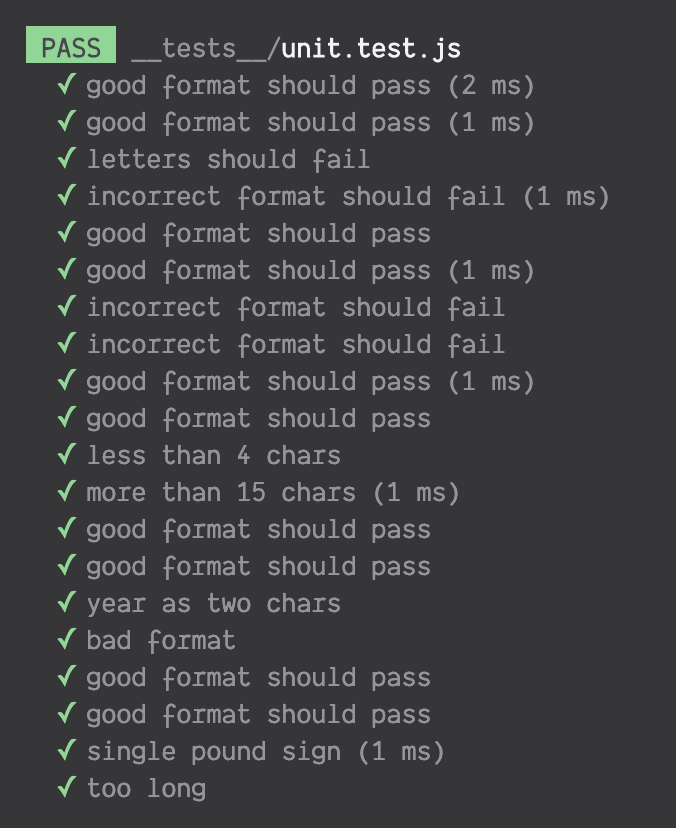 PASS __tests__/unit.test.js
✓ good format should pass (2 ms)
✓ good format should pass (1 ms)
✓ letters should fail
✓ incorrect format should fail (1 ms)
✓ good format should pass
✓ good format should pass (1 ms)
✓ incorrect format should fail
✓ incorrect format should fail
✓ good format should pass (1 ms)
✓ good format should pass
✓ less than 4 chars
✓ more than 15 chars (1 ms)
✓ good format should pass
✓ good format should pass
✓ year as two chars
✓ bad format
✓ good format should pass
✓ good format should pass
✓ single pound sign (1 ms)
✓ too long